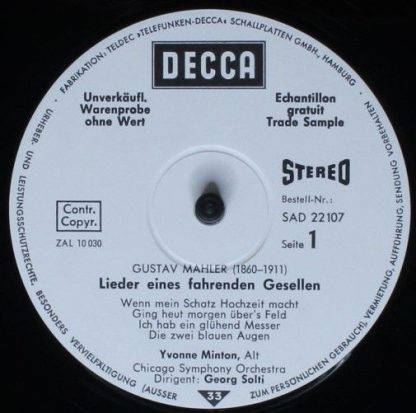 · FABRIKATION: TELDEC »TELEFUNKEN-DECCA« SCHALLPLATTEN GMBH., HAMBURG ·
URHEBER- UND LEISTUNGSSCHUTZRECHTE.
BESONDERS VERVIELFÄLTIGUNG (AUSSER
ZUM PERSÖNLICHEN GEBRAUCH), VERMIETUNG, AUFFÜHRUNG, SENDUNG VORBEHALTEN
DECCA
Unverkäufl.
Warenprobe
ohne Wert
Echantillon
gratuit
Trade Sample
STEREO
Bestell-Nr.:
SAD 22107
Seite 1
Contr.
Copyr.
ZAL 10 030
GUSTAV MAHLER (1860–1911)
Lieder eines fahrenden Gesellen
Wenn mein Schatz Hochzeit macht
Ging heut morgen über's Feld
Ich hab ein glühend Messer
Die zwei blauen Augen
Yvonne Minton, Alt
Chicago Symphony Orchestra
Dirigent: Georg Solti
33